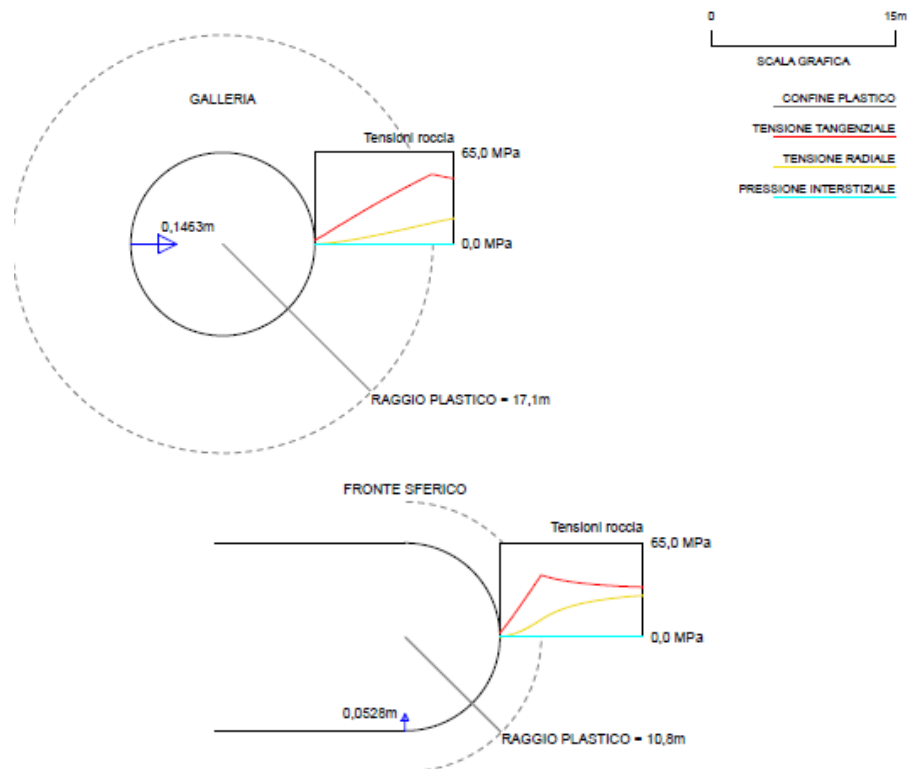 0 15m
SCALA GRAFICA
CONFINE PLASTICO
TENSIONE TANGENZIALE
TENSIONE RADIALE
PRESSIONE INTERSTIZIALE
GALLERIA
Tensioni roccia
65,0 MPa
0,1463m
0,0 MPa
RAGGIO PLASTICO = 17,1m
FRONTE SFERICO
Tensioni roccia
65,0 MPa
0,0 MPa
0,0528m
RAGGIO PLASTICO = 10,8m